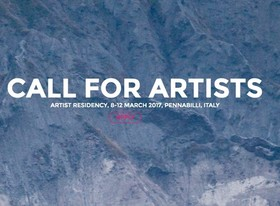 CALL FOR ARTISTS
ARTIST RESIDENCY, 8-12 MARCH 2017, PENNABILLI, ITALY